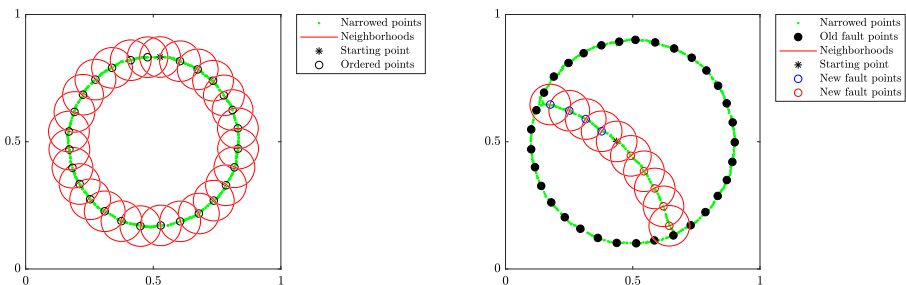 1
0.5
0
0
0.5
1
Narrowed points
Neighborhoods
Starting point
Ordered points
1
0.5
0
0
0.5
1
Narrowed points
Old fault points
Neighborhoods
Starting point
New fault points
New fault points